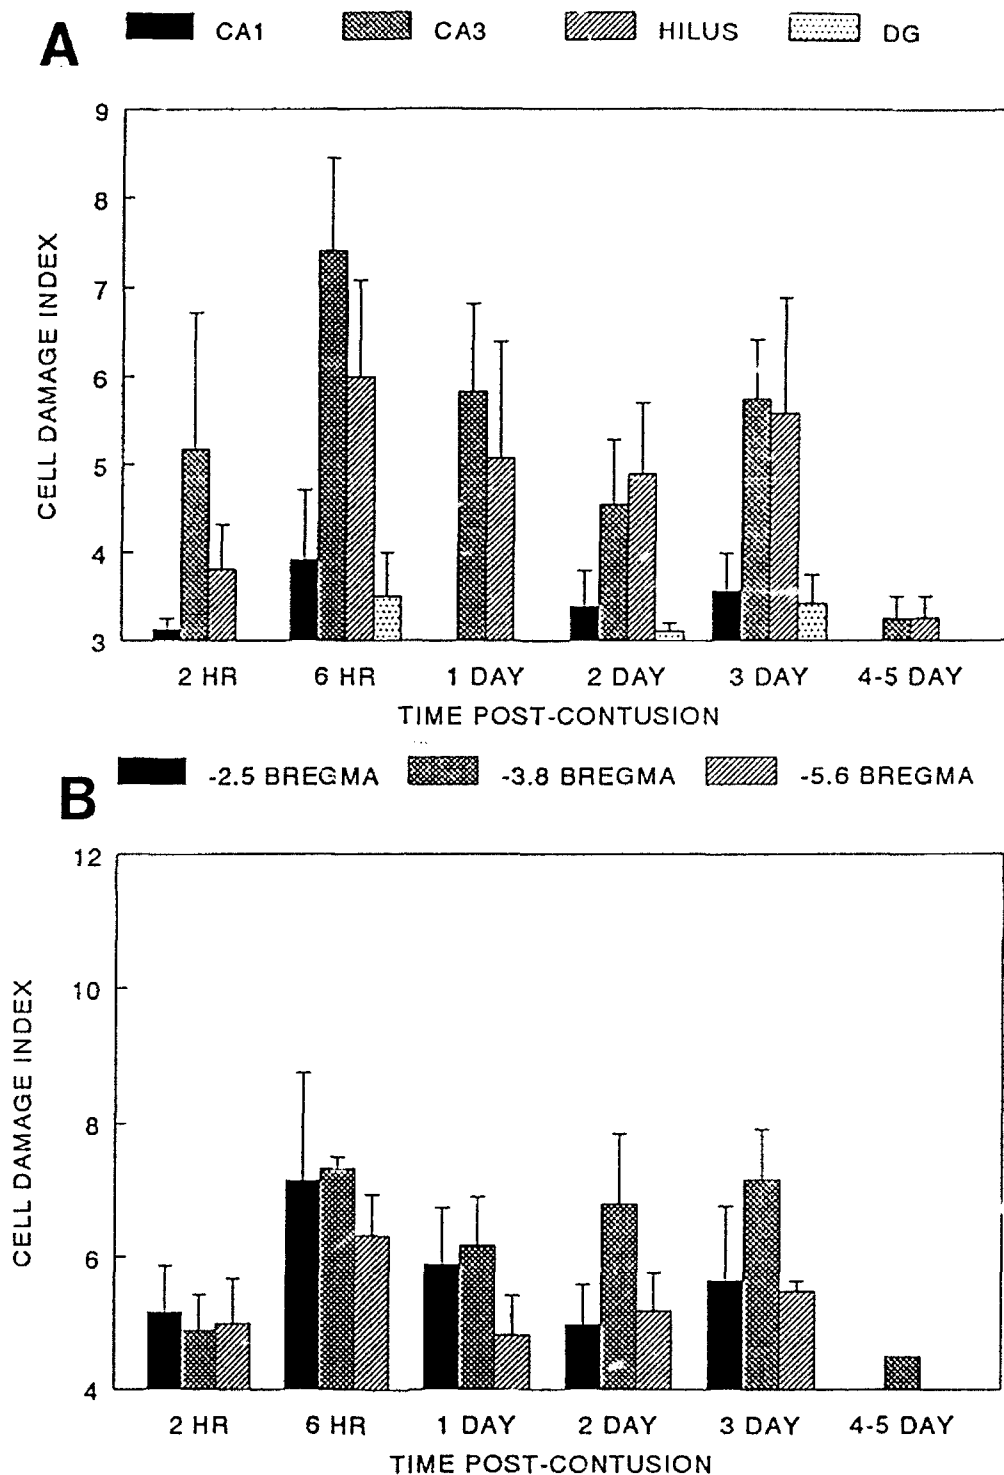 A
CA1 CA3 HILUS DG
9
8
7
6
5
4
3
CELL DAMAGE INDEX
2 HR 6 HR 1 DAY 2 DAY 3 DAY 4-5 DAY
TIME POST-CONTUSION
B
-2.5 BREGMA -3.8 BREGMA -5.6 BREGMA
12
10
8
6
4
CELL DAMAGE INDEX
2 HR 6 HR 1 DAY 2 DAY 3 DAY 4-5 DAY
TIME POST-CONTUSION